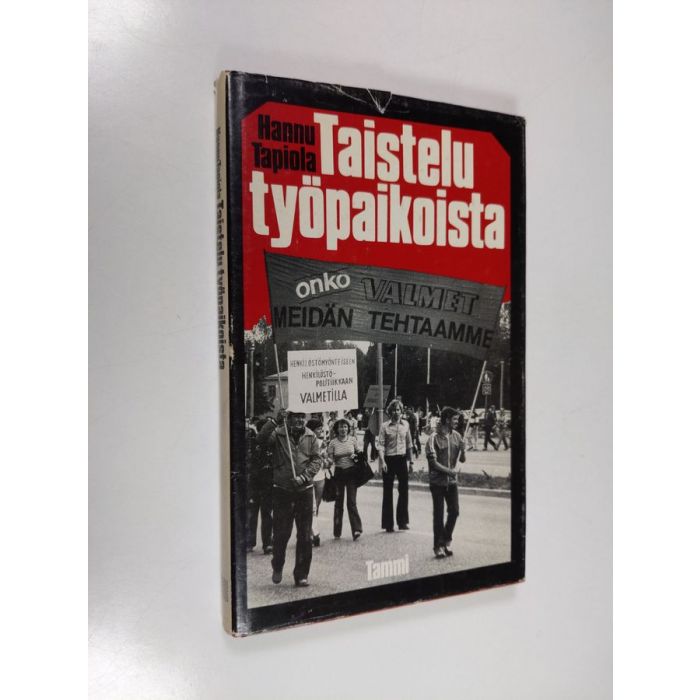 Hannu
Tapiola
Taistelu
työpaikoista
onko VALMET
MEIDÄN TEHTAAMME
HENKILÖSTÖMYÖNTEISEEN
HENKILÖSTÖ-
POLITIIKKAAN
VALMETILLA
Tammi
Hannu Tapiola Taistelu työpaikoista